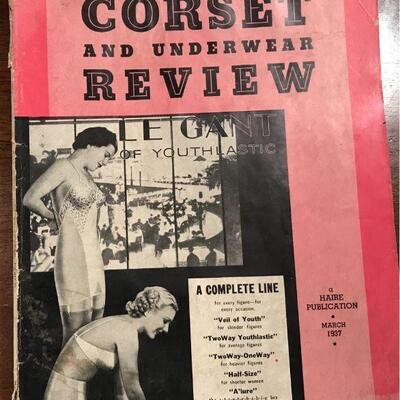 CORSET
AND UNDERWEAR
REVIEW
LE GANT
OF YOUTHLASTIC
A COMPLETE LINE
for every figure—for
every occasion.
"Veil of Youth"
for slender figures
"TwoWay Youthlastic"
for average figures
"TwoWay-OneWay"
for heavier figures
"Half-Size"
for shorter women
"A'lure"
the s-t-r-e-t-c-h-a-b-l-e bra
a
HAIRE
PUBLICATION
•
MARCH
1937
•